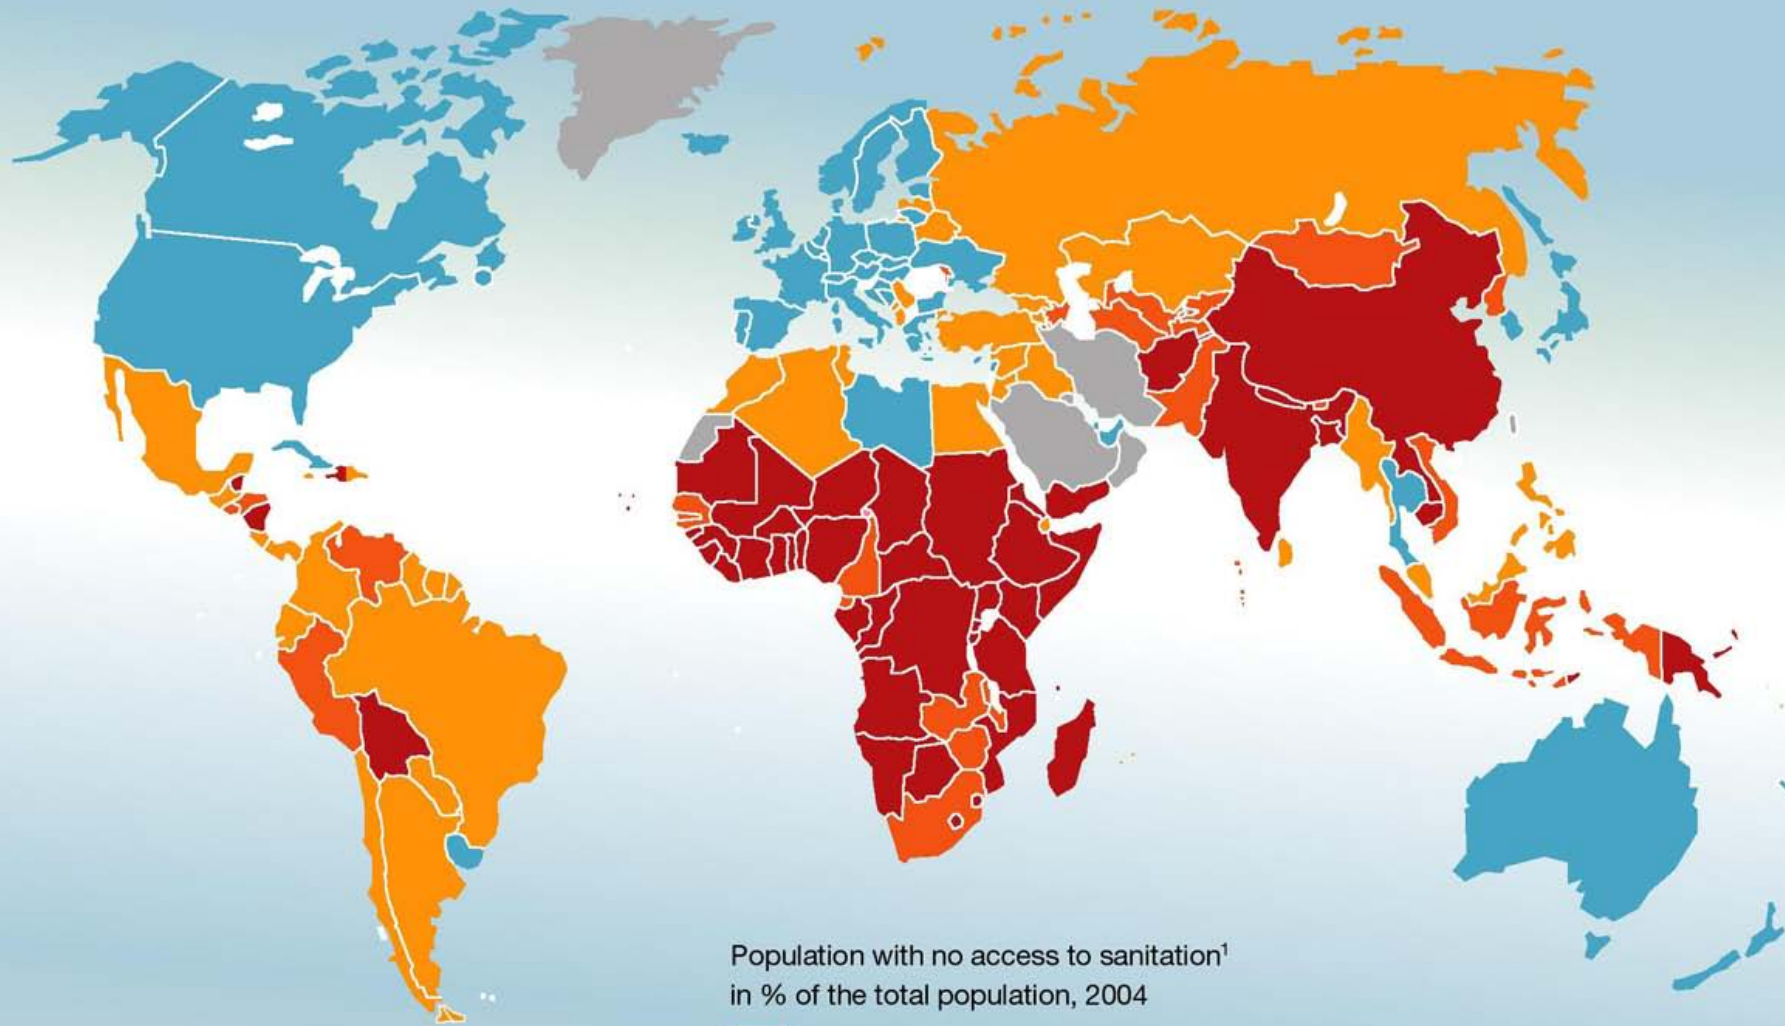 Population with no access to sanitation¹
in % of the total population, 2004